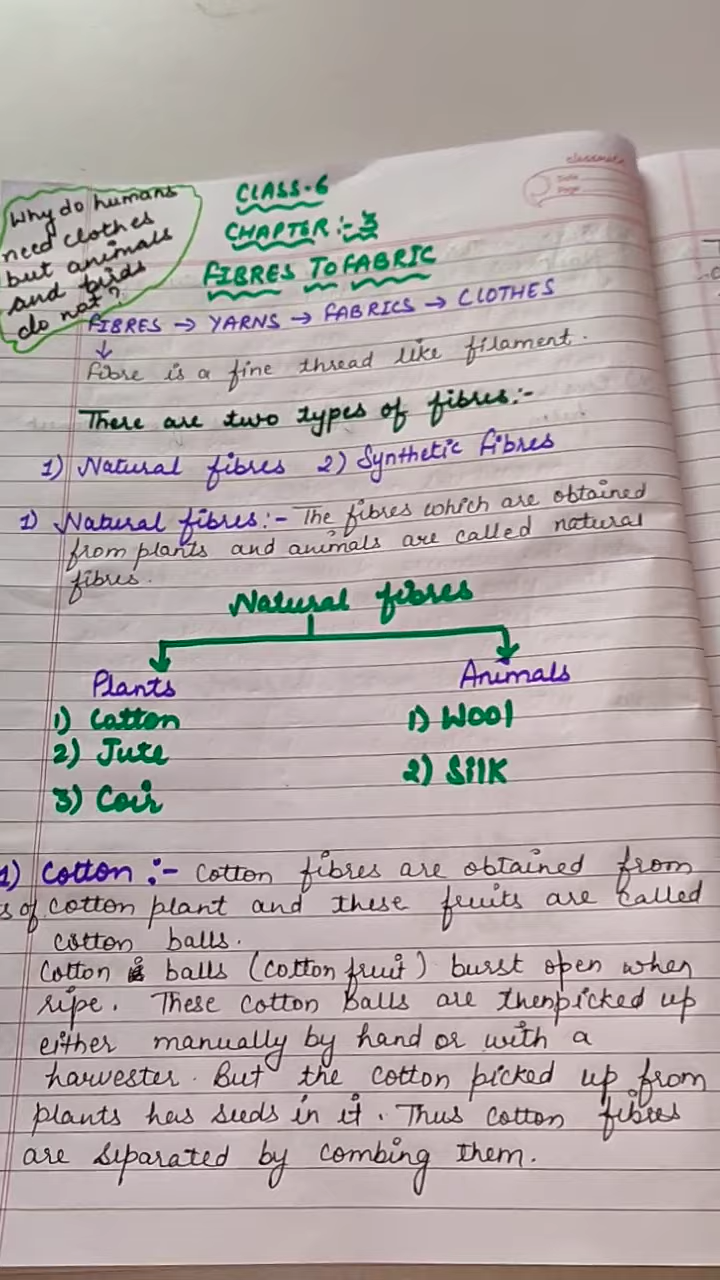 classmate
Date
Page
Why do humans
need clothes
but animals
and birds
do not?
CLASS-6
CHAPTER:-3
FIBRES TO FABRIC
FIBRES → YARNS → FABRICS → CLOTHES
↓
Fibre is a fine thread like filament.
There are two types of fibres:-
1) Natural fibres 2) Synthetic Fibres
1) Natural fibres:- The fibres which are obtained
from plants and animals are called natural
fibres.
Natural fibres
Plants
1) Cotton
2) Jute
3) Coir
Animals
1) Wool
2) Silk
1) Cotton :- Cotton fibres are obtained from
s of cotton plant and these fruits are called
cotton balls.
Cotton balls (cotton fruit) burst open when
ripe. These cotton balls are then picked up
either manually by hand or with a
harvester. But the cotton picked up from
plants has seeds in it. Thus cotton fibres
are separated by combing them.